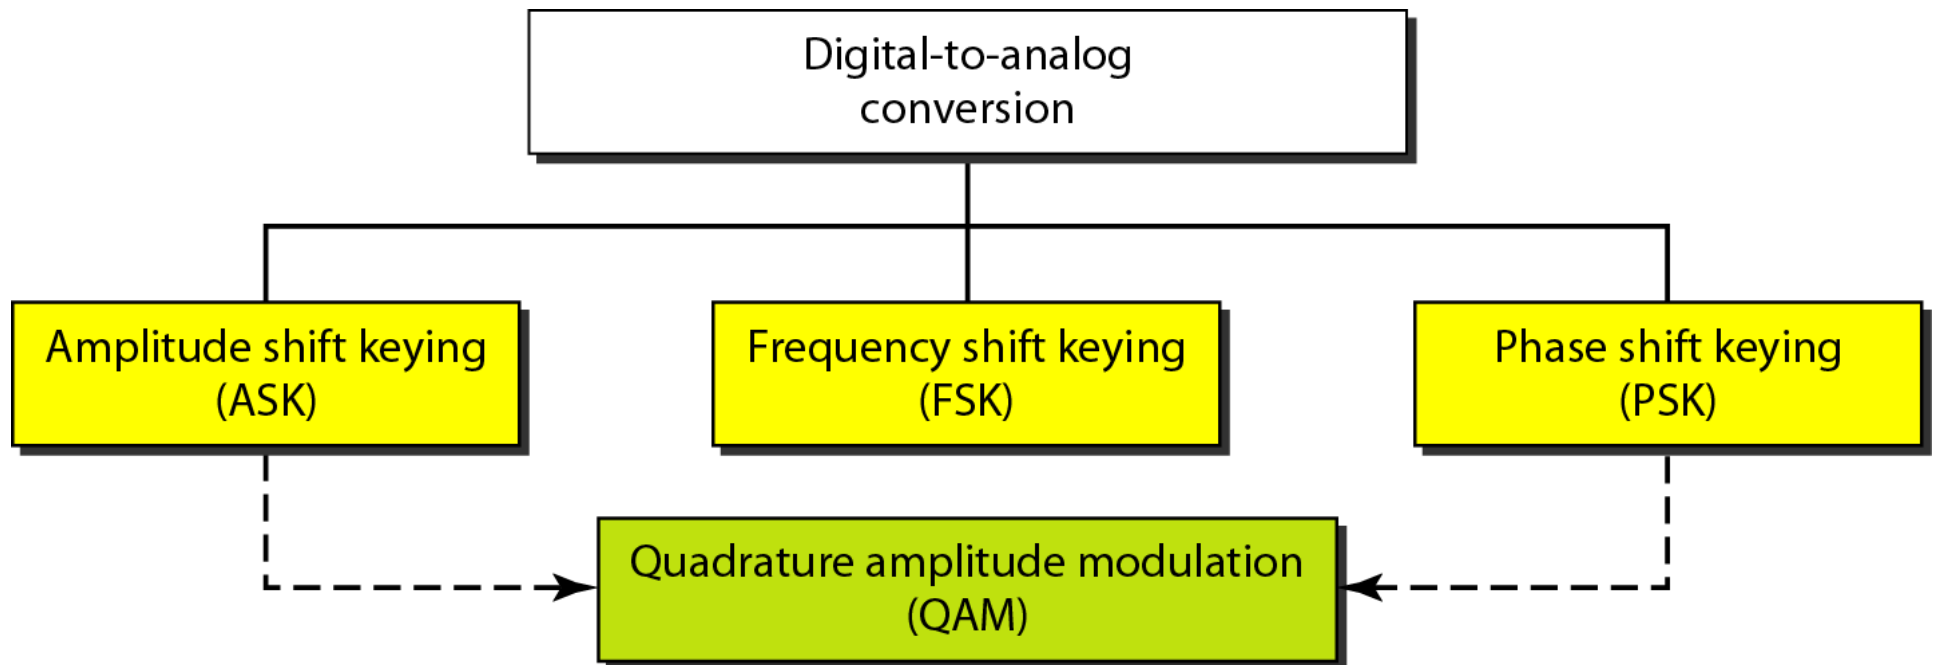 Digital-to-analog
conversion
Amplitude shift keying
(ASK)
Frequency shift keying
(FSK)
Phase shift keying
(PSK)
Quadrature amplitude modulation
(QAM)